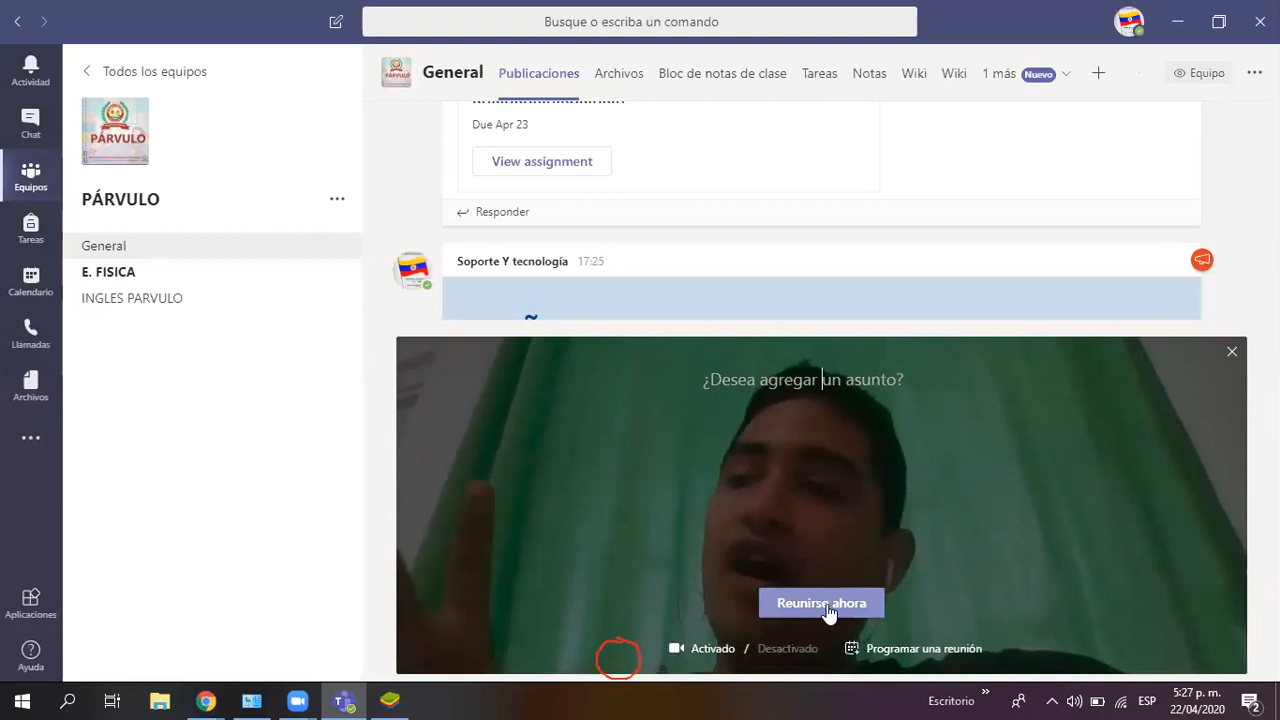 Busque o escriba un comando
Actividad
Chat
Equipos
Tareas
Calendario
Llamadas
Archivos
Aplicaciones
Ayuda
Todos los equipos
PÁRVULO
PÁRVULO
General
E. FISICA
INGLES PARVULO
PÁRVULO
General
Publicaciones
Archivos
Bloc de notas de clase
Tareas
Notas
Wiki
Wiki
1 más
Nuevo
Equipo
Due Apr 23
View assignment
Responder
Soporte Y tecnología 17:25
¿Desea agregar un asunto?
Reunirse ahora
Activado / Desactivado
Programar una reunión
Escritorio
»
ESP
5:27 p. m.
22/04/2020
2